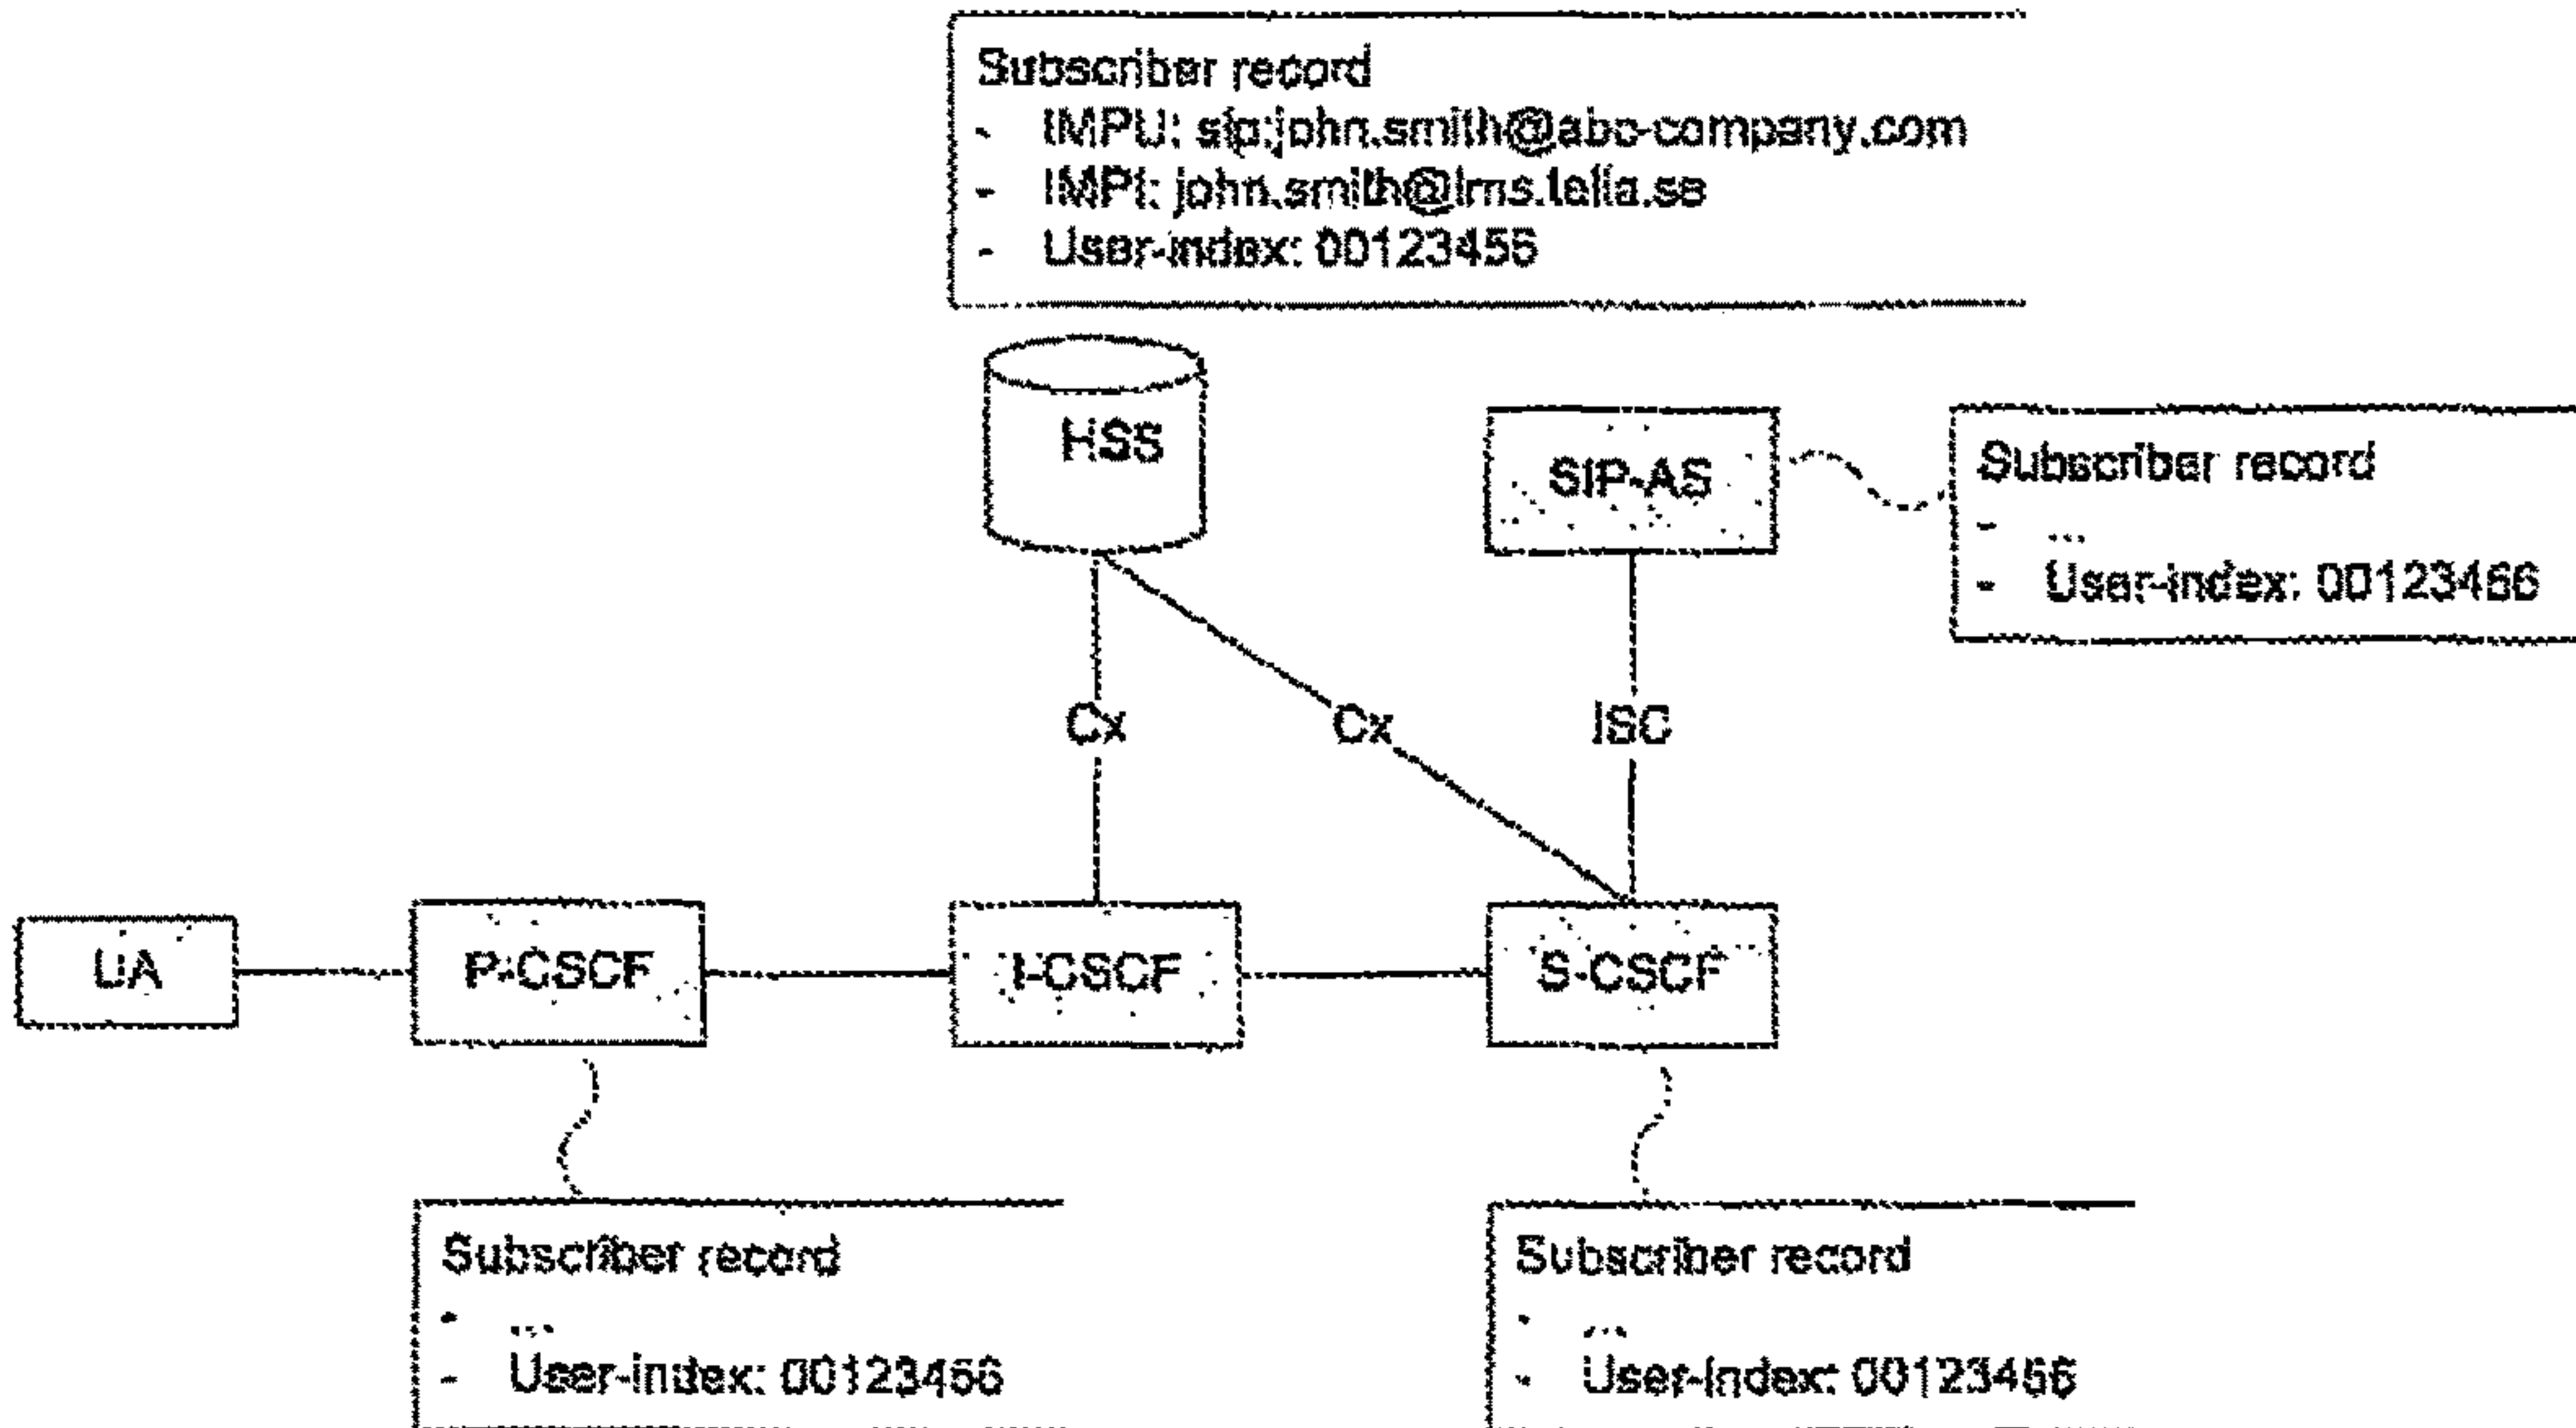 Subscriber record
- IMPU: sip:john.smith@abc-company.com
- IMPI: john.smith@ims.telia.se
- User-index: 00123456
HSS
SIP-AS
Subscriber record
- ...
- User-index: 00123456
Cx
Cx
ISC
UA
P-CSCF
I-CSCF
S-CSCF
Subscriber record
- ...
- User-index: 00123456
Subscriber record
- ...
- User-index: 00123456